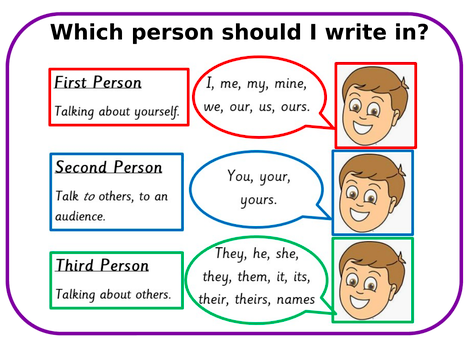 Which person should I write in?
First Person
Talking about yourself.
I, me, my, mine,
we, our, us, ours.
Second Person
Talk to others, to an
audience.
You, your,
yours.
Third Person
Talking about others.
They, he, she,
they, them, it, its,
their, theirs, names